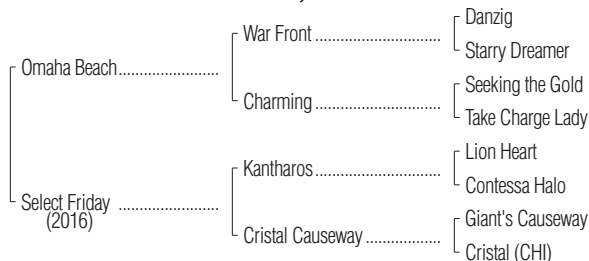 Danzig
War Front
Starry Dreamer
Omaha Beach
Seeking the Gold
Charming
Take Charge Lady
Lion Heart
Kantharos
Contessa Halo
Select Friday
(2016)
Giant's Causeway
Cristal Causeway
Cristal (CHI)